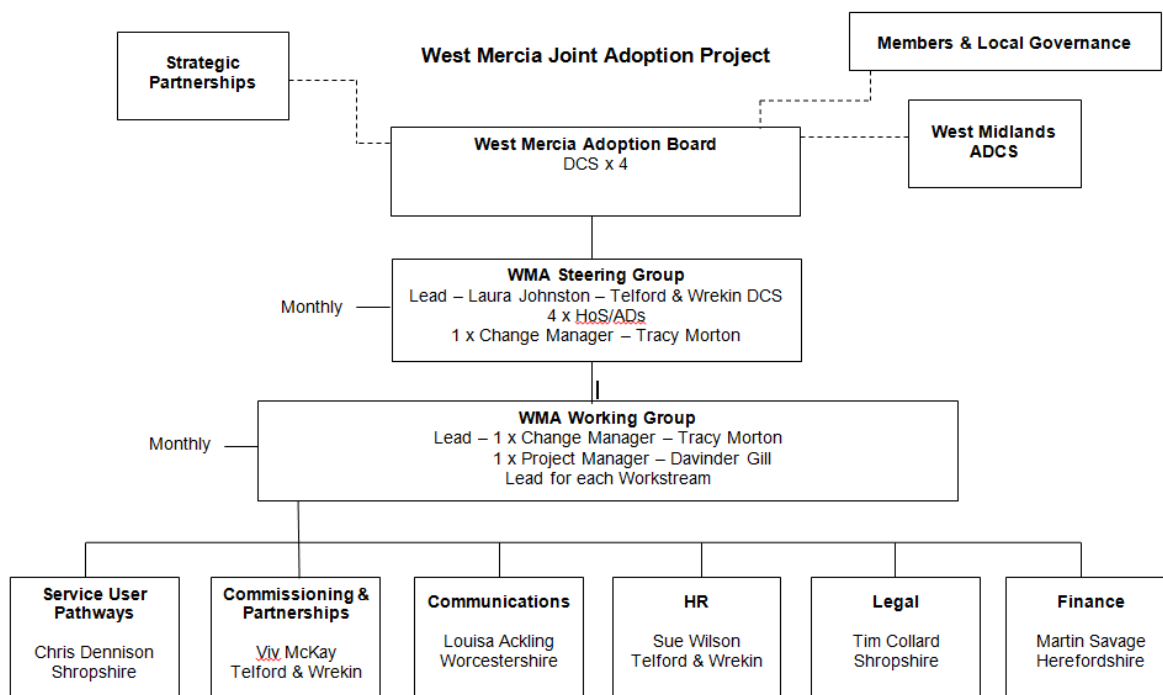 West Mercia Joint Adoption Project
Strategic
Partnerships
Members & Local Governance
West Midlands
ADCS
West Mercia Adoption Board
DCS x 4
WMA Steering Group
Lead – Laura Johnston – Telford & Wrekin DCS
4 x HoS/ADs
1 x Change Manager – Tracy Morton
Monthly
WMA Working Group
Lead – 1 x Change Manager – Tracy Morton
1 x Project Manager – Davinder Gill
Lead for each Workstream
Monthly
Service User
Pathways
Chris Dennison
Shropshire
Commissioning &
Partnerships
Viv McKay
Telford & Wrekin
Communications
Louisa Ackling
Worcestershire
HR
Sue Wilson
Telford & Wrekin
Legal
Tim Collard
Shropshire
Finance
Martin Savage
Herefordshire